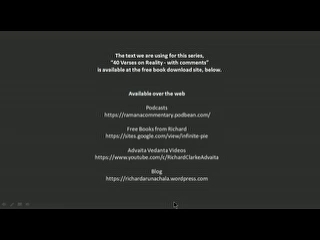 The text we are using for this series,
"40 Verses on Reality - with comments"
is available at the free book download site, below.
Available over the web
Podcasts
https://ramanacommentary.podbean.com/
Free Books from Richard
https://sites.google.com/view/infinite-pie
Advaita Vedanta Videos
https://www.youtube.com/c/RichardClarkeAdvaita
Blog
https://richardarunachala.wordpress.com